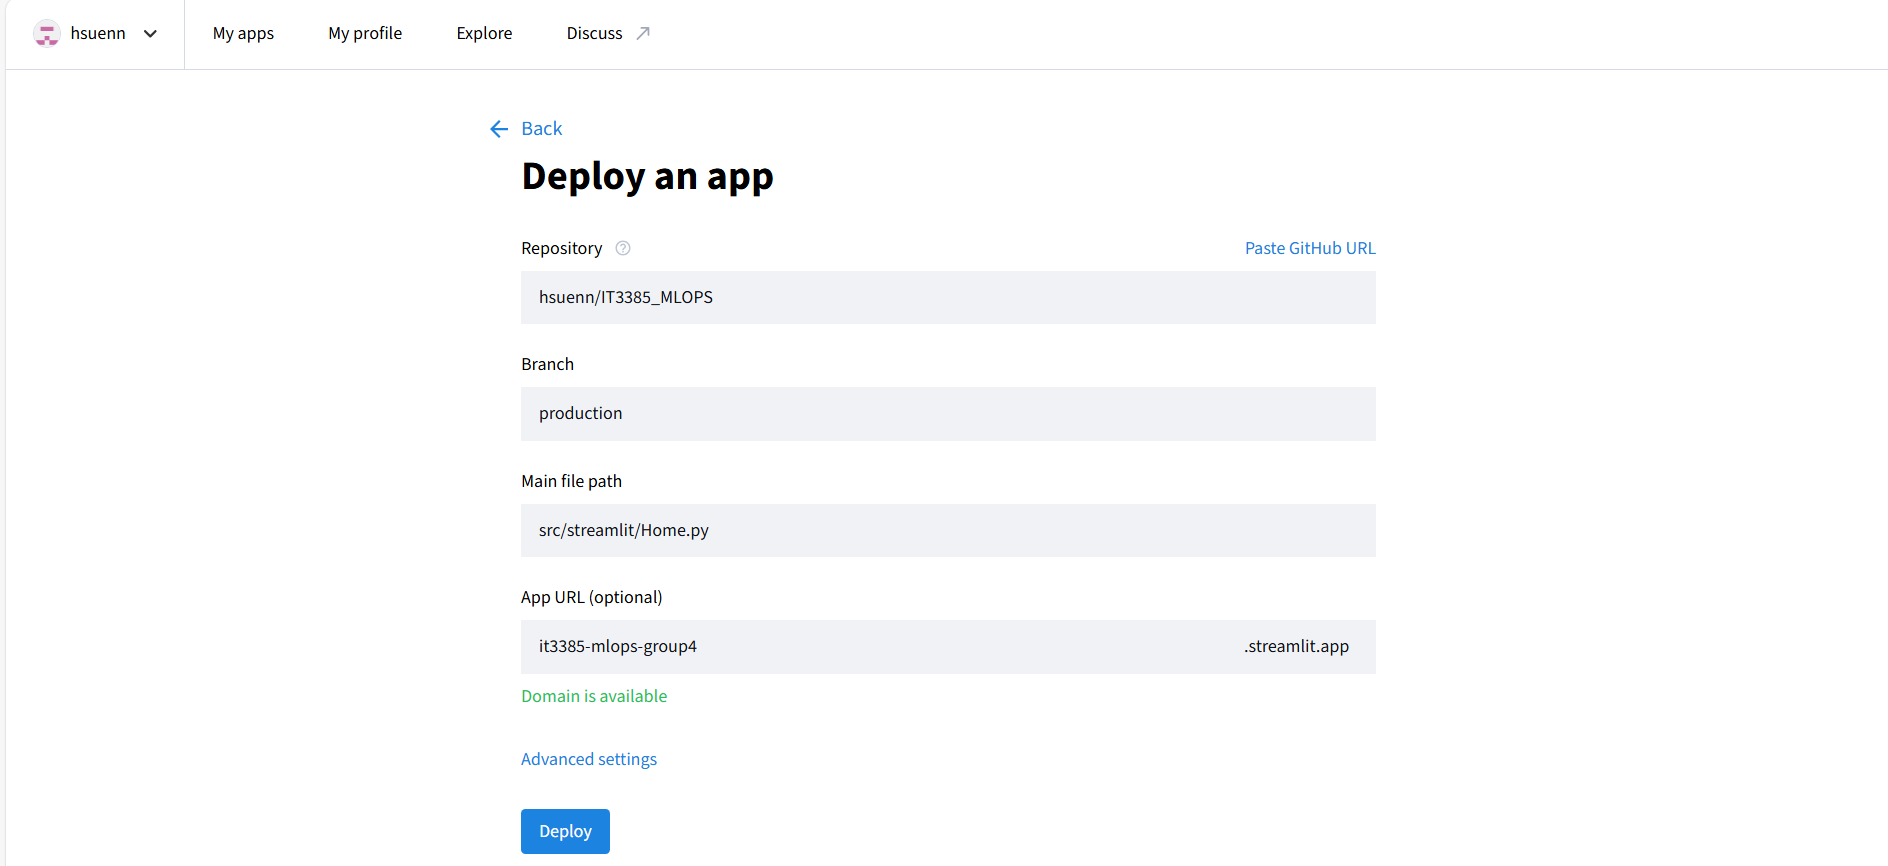 hsuenn My apps My profile Explore Discuss
Back
Deploy an app
Repository Paste GitHub URL
hsuenn/IT3385_MLOPS
Branch
production
Main file path
src/streamlit/Home.py
App URL (optional)
it3385-mlops-group4 .streamlit.app
Domain is available
Advanced settings
Deploy